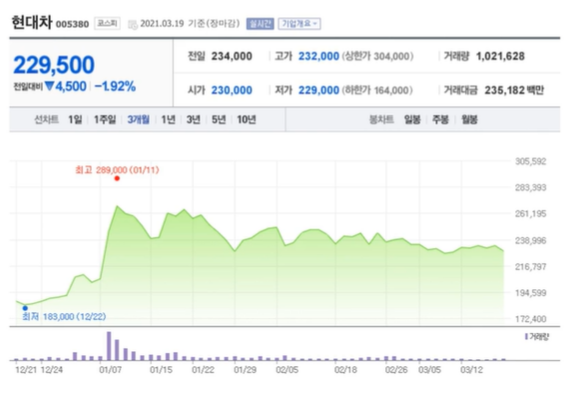 현대차 005380 코스피 2021.03.19 기준(장마감) 실시간 기업개요
229,500
전일대비 ▼4,500 -1.92%
전일 234,000 고가 232,000 (상한가 304,000) 거래량 1,021,628
시가 230,000 저가 229,000 (하한가 164,000) 거래대금 235,182 백만
선차트 1일 1주일 3개월 1년 3년 5년 10년 봉차트 일봉 주봉 월봉
최고 289,000 (01/11)
305,592
283,393
261,195
238,996
216,797
194,599
172,400
최저 183,000 (12/22)
거래량
12/21 12/24 01/07 01/15 01/22 01/29 02/05 02/18 02/26 03/05 03/12